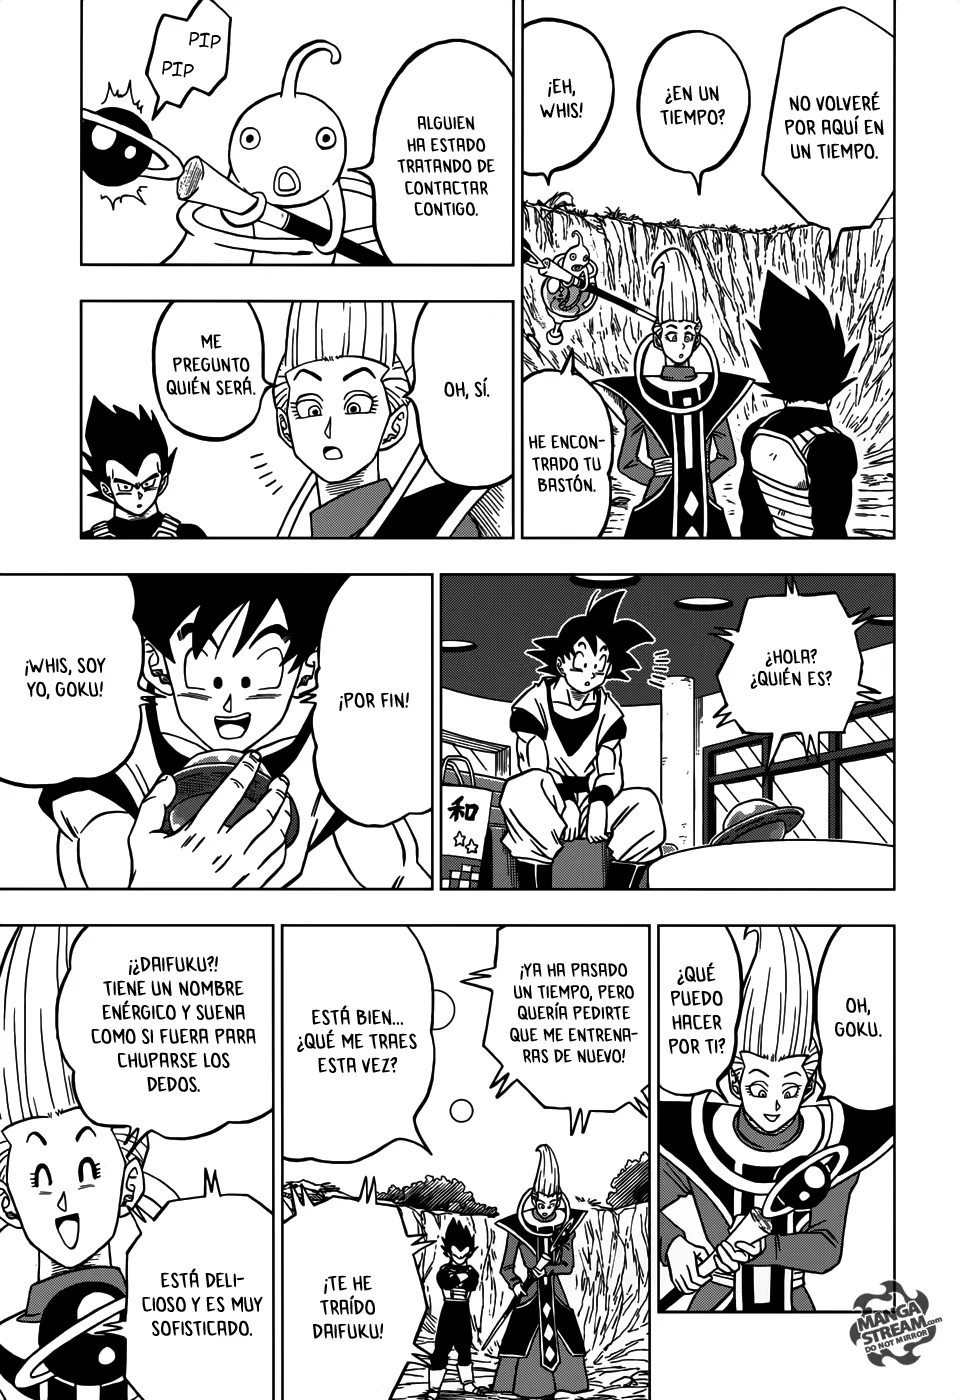 NO VOLVERÉ
POR AQUÍ EN
UN TIEMPO.
¿EN UN
TIEMPO?
¡EH,
WHIS!
HE ENCON-
TRADO TU
BASTÓN.
ALGUIEN
HA ESTADO
TRATANDO DE
CONTACTAR
CONTIGO.
PIP
PIP
OH, SÍ.
ME
PREGUNTO
QUIÉN SERÁ.
¿HOLA?
¿QUIÉN ES?
和
¡POR FIN!
¡WHIS, SOY
YO, GOKU!
OH,
GOKU.
¿QUÉ
PUEDO
HACER
POR TI?
¡YA HA PASADO
UN TIEMPO, PERO
QUERÍA PEDIRTE
QUE ME ENTRENA-
RAS DE NUEVO!
ESTÁ BIEN...
¿QUÉ ME TRAES
ESTA VEZ?
¡TE HE
TRAÍDO
DAIFUKU!
¡¿DAIFUKU?!
TIENE UN NOMBRE
ENÉRGICO Y SUENA
COMO SI FUERA PARA
CHUPARSE LOS
DEDOS.
ESTÁ DELI-
CIOSO Y ES MUY
SOFISTICADO.
MANGA
STREAM.com
DO NOT MIRROR